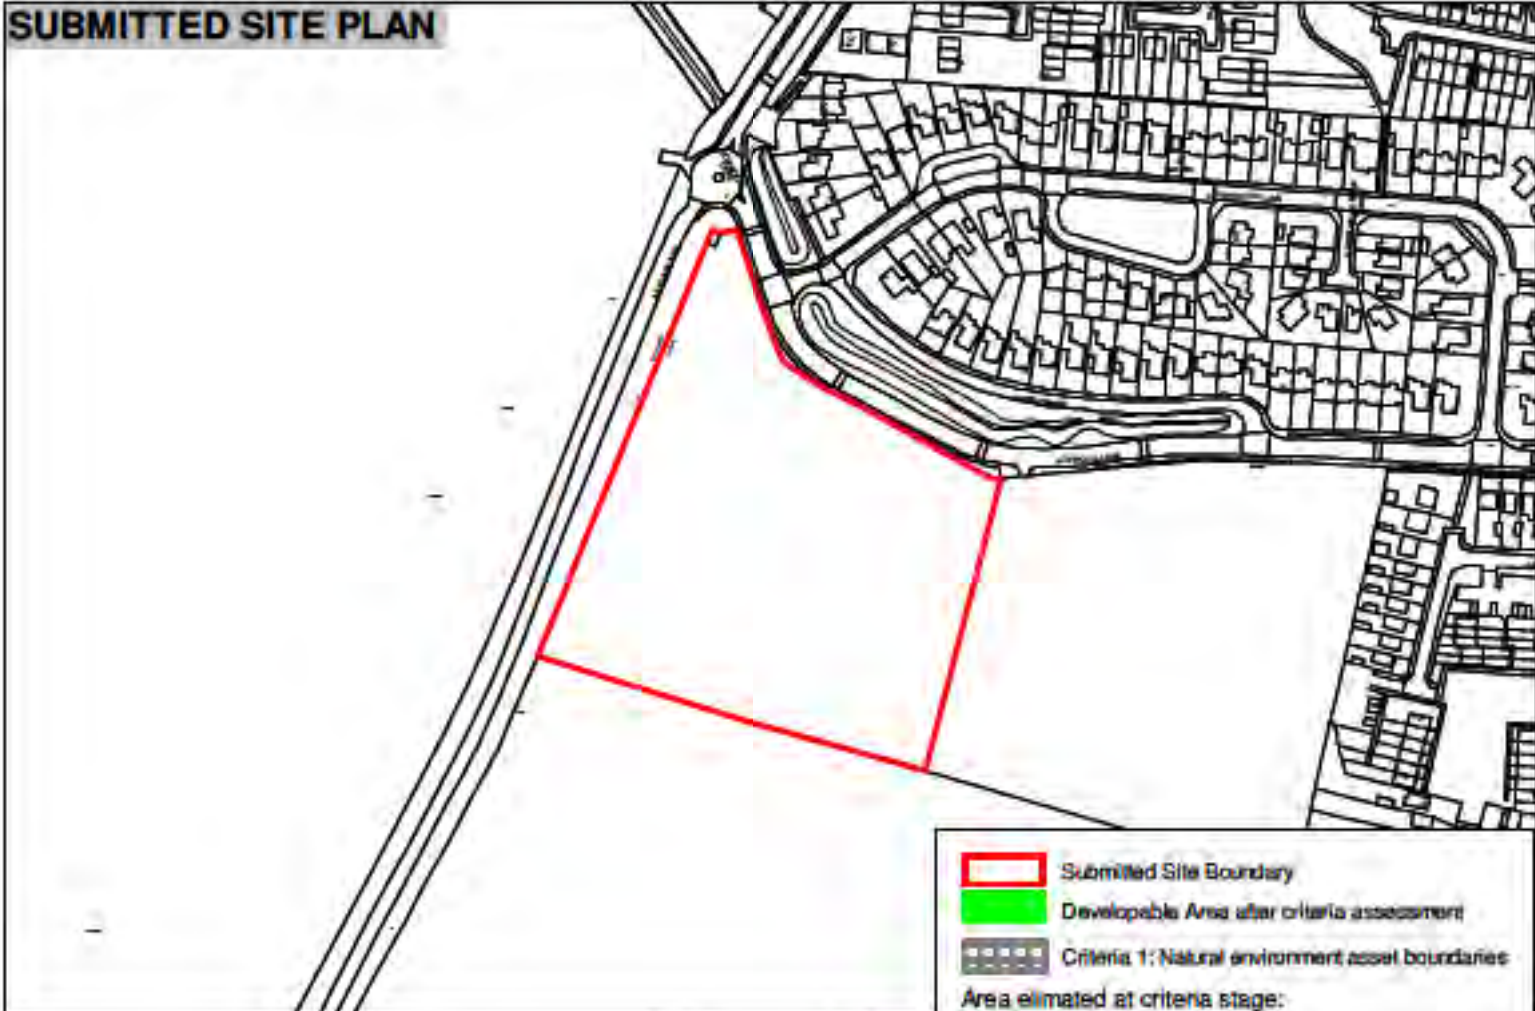 SUBMITTED SITE PLAN
Submitted Site Boundary
Developable Area after criteria assessment
Criteria 1: Natural environment asset boundaries
Area elimated at criteria stage: